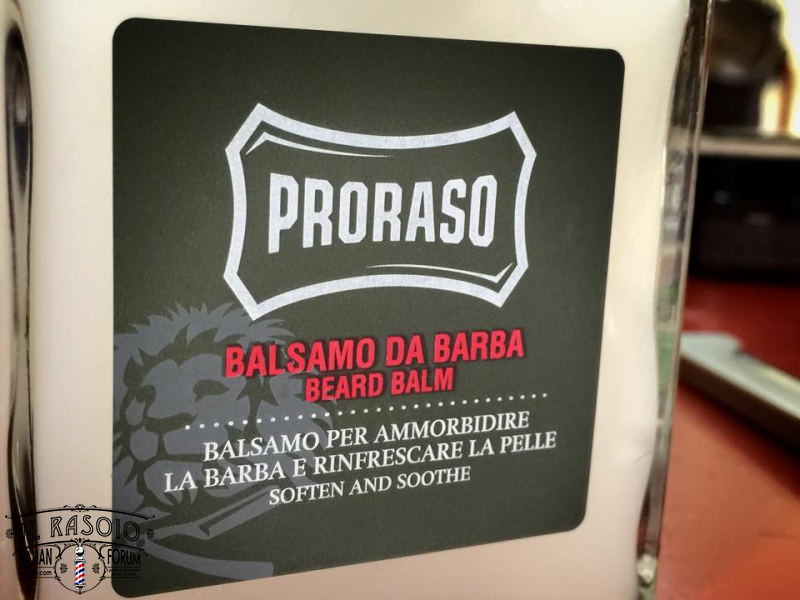 PRORASO
BALSAMO DA BARBA
BEARD BALM
BALSAMO PER AMMORBIDIRE
LA BARBA E RINFRESCARE LA PELLE
SOFTEN AND SOOTHE
IL RASOIO
FORUM